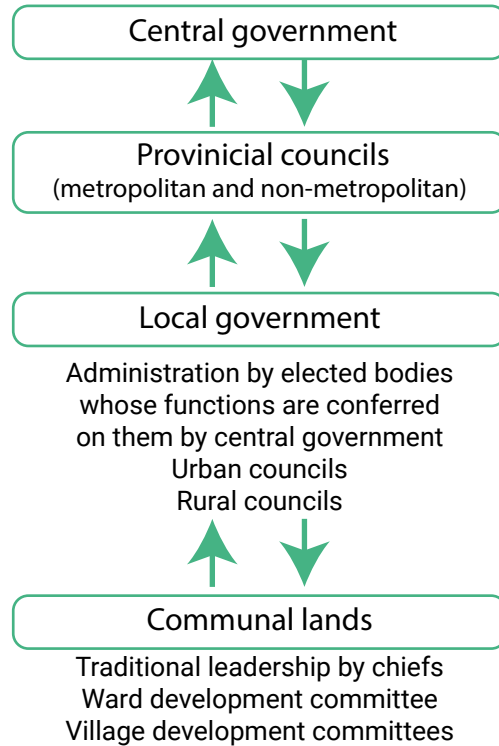 Central government
Provinicial councils
(metropolitan and non-metropolitan)
Local government
Administration by elected bodies
whose functions are conferred
on them by central government
Urban councils
Rural councils
Communal lands
Traditional leadership by chiefs
Ward development committee
Village development committees